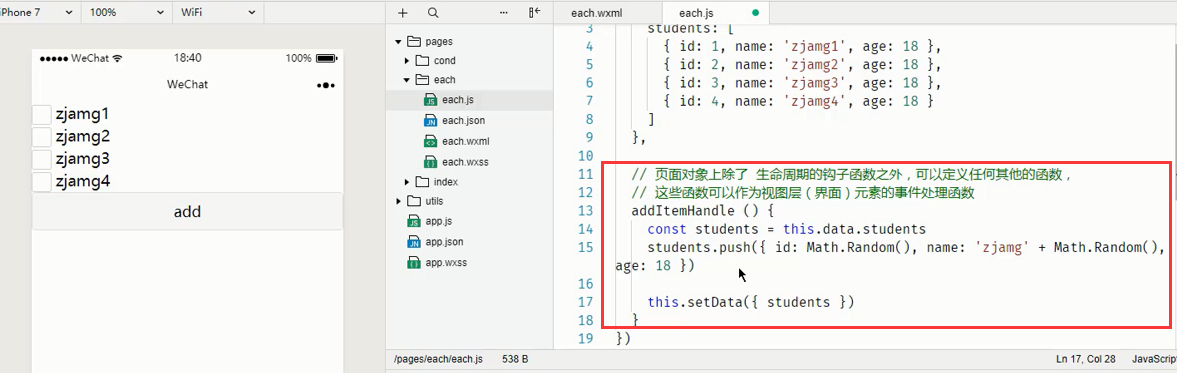 iPhone 7
100%
WiFi
WeChat
18:40
100%
WeChat
zjamg1
zjamg2
zjamg3
zjamg4
add
pages
cond
each
each.js
each.json
each.wxml
each.wxss
index
utils
app.js
app.json
app.wxss
each.wxml
each.js
3 students: [
4 { id: 1, name: 'zjamg1', age: 18 },
5 { id: 2, name: 'zjamg2', age: 18 },
6 { id: 3, name: 'zjamg3', age: 18 },
7 { id: 4, name: 'zjamg4', age: 18 }
8 ]
9 },
10
11 // 页面对象上除了 生命周期的钩子函数之外，可以定义任何其他的函数，
12 // 这些函数可以作为视图层（界面）元素的事件处理函数
13 addItemHandle () {
14 const students = this.data.students
15 students.push({ id: Math.Random(), name: 'zjamg' + Math.Random(),
age: 18 })
16
17 this.setData({ students })
18 }
19 })
/pages/each/each.js 538 B
Ln 17, Col 28 JavaScrip